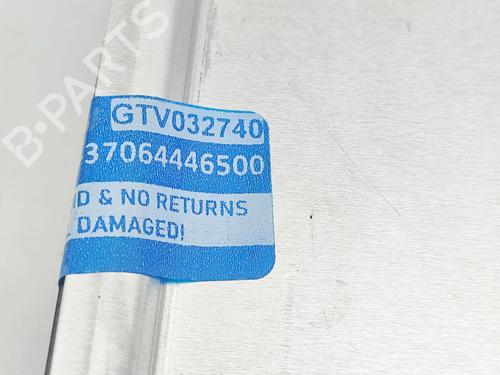 B-PARTS
GTV032740
37064446500
& NO RETURNS
DAMAGED!